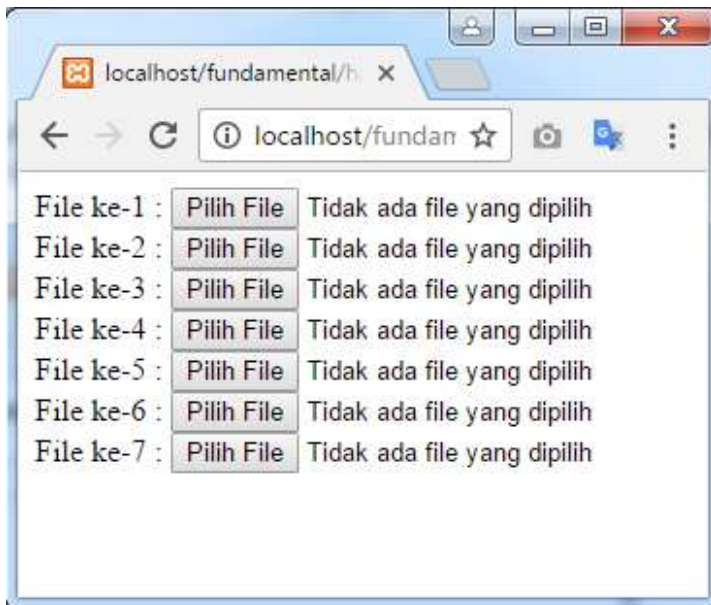 localhost/fundamental/h
localhost/fundan
File ke-1 : Pilih File Tidak ada file yang dipilih
File ke-2 : Pilih File Tidak ada file yang dipilih
File ke-3 : Pilih File Tidak ada file yang dipilih
File ke-4 : Pilih File Tidak ada file yang dipilih
File ke-5 : Pilih File Tidak ada file yang dipilih
File ke-6 : Pilih File Tidak ada file yang dipilih
File ke-7 : Pilih File Tidak ada file yang dipilih